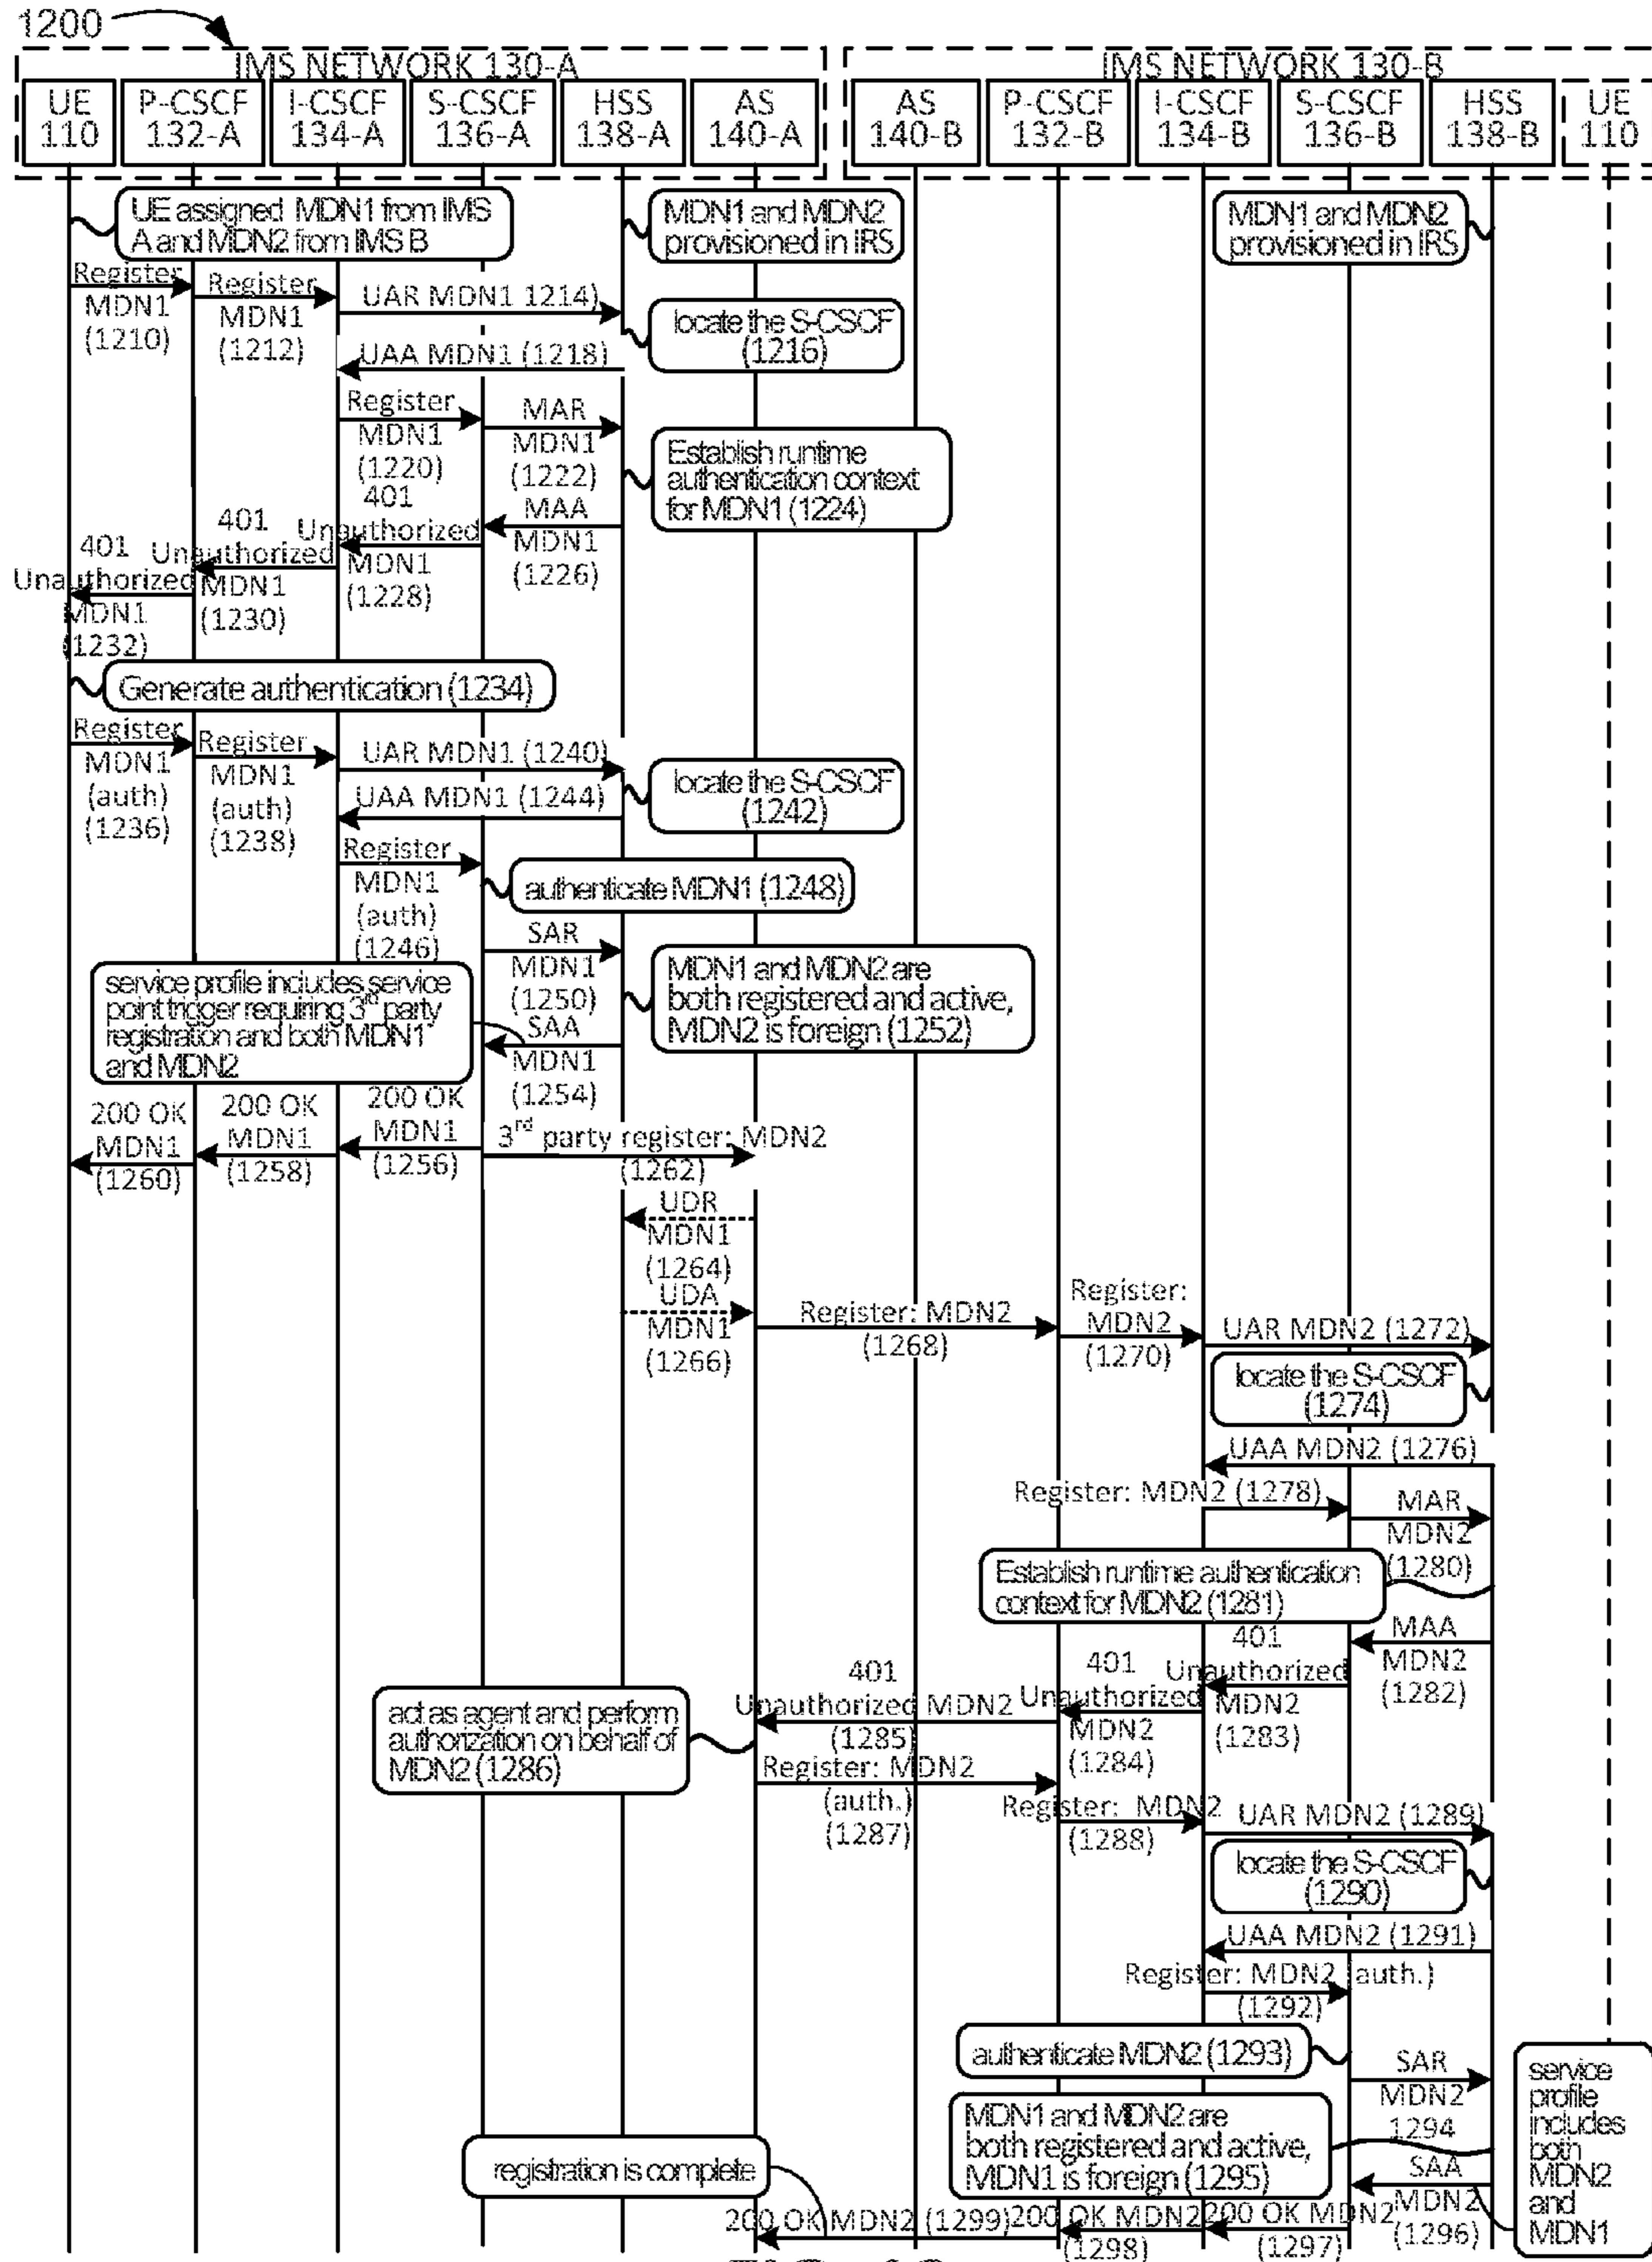 1200
IMS NETWORK 130-A
IMS NETWORK 130-B
UE
110
P-CSCF
132-A
I-CSCF
134-A
S-CSCF
136-A
HSS
138-A
AS
140-A
AS
140-B
P-CSCF
132-B
I-CSCF
134-B
S-CSCF
136-B
HSS
138-B
UE
110
UE assigned MDN1 from IMS
A and MDN2 from IMS B
MDN1 and MDN2
provisioned in IRS
MDN1 and MDN2
provisioned in IRS
Register
MDN1
(1210)
Register
MDN1
(1212)
UAR MDN1 1214)
locate the S-CSCF
(1216)
UAA MDN1 (1218)
Register
MDN1
(1220)
MAR
MDN1
(1222)
Establish runtime
authentication context
for MDN1 (1224)
MAA
MDN1
(1226)
401
Unauthorized
MDN1
(1228)
401
Unauthorized
MDN1
(1230)
401
Unauthorized
MDN1
(1232)
Generate authentication (1234)
Register
MDN1
(auth)
(1236)
Register
MDN1
(auth)
(1238)
UAR MDN1 (1240)
locate the S-CSCF
(1242)
UAA MDN1 (1244)
Register
MDN1
(auth)
(1246)
authenticate MDN1 (1248)
SAR
MDN1
(1250)
MDN1 and MDN2 are
both registered and active,
MDN2 is foreign (1252)
service profile includes service
point trigger requiring 3rd party
registration and both MDN1
and MDN2
SAA
MDN1
(1254)
200 OK
MDN1
(1256)
200 OK
MDN1
(1258)
200 OK
MDN1
(1260)
3rd party register: MDN2
(1262)
UDR
MDN1
(1264)
UDA
MDN1
(1266)
Register: MDN2
(1268)
Register:
MDN2
(1270)
UAR MDN2 (1272)
locate the S-CSCF
(1274)
UAA MDN2 (1276)
Register: MDN2 (1278)
MAR
MDN2
(1280)
Establish runtime authentication
context for MDN2 (1281)
MAA
MDN2
(1282)
401
Unauthorized
MDN2
(1283)
401
Unauthorized
MDN2
(1284)
401
Unauthorized MDN2
(1285)
act as agent and perform
authorization on behalf of
MDN2 (1286)
Register: MDN2
(auth.)
(1287)
Register: MDN2
(1288)
UAR MDN2 (1289)
locate the S-CSCF
(1290)
UAA MDN2 (1291)
Register: MDN2 (auth.)
(1292)
authenticate MDN2 (1293)
SAR
MDN2
1294
MDN1 and MDN2 are
both registered and active,
MDN1 is foreign (1295)
SAA
MDN2
(1296)
service
profile
includes
both
MDN2
and
MDN1
registration is complete
200 OK MDN2 (1299)
200 OK MDN2
(1298)
200 OK MDN2
(1297)